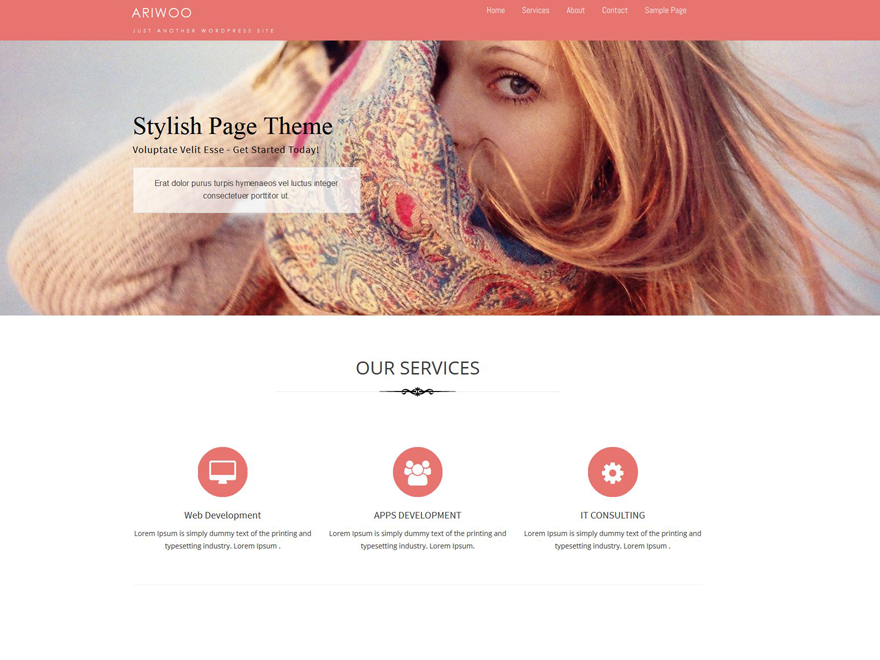 ARIWOO
JUST ANOTHER WORDPRESS SITE
Home Services About Contact Sample Page
Stylish Page Theme
Voluptate Velit Esse - Get Started Today!
Erat dolor purus turpis hymenaeos vel luctus integer
consectetuer porttitor ut.
OUR SERVICES
Web Development
Lorem Ipsum is simply dummy text of the printing and
typesetting industry. Lorem Ipsum .
APPS DEVELOPMENT
Lorem Ipsum is simply dummy text of the printing and
typesetting industry. Lorem Ipsum.
IT CONSULTING
Lorem Ipsum is simply dummy text of the printing and
typesetting industry. Lorem Ipsum .